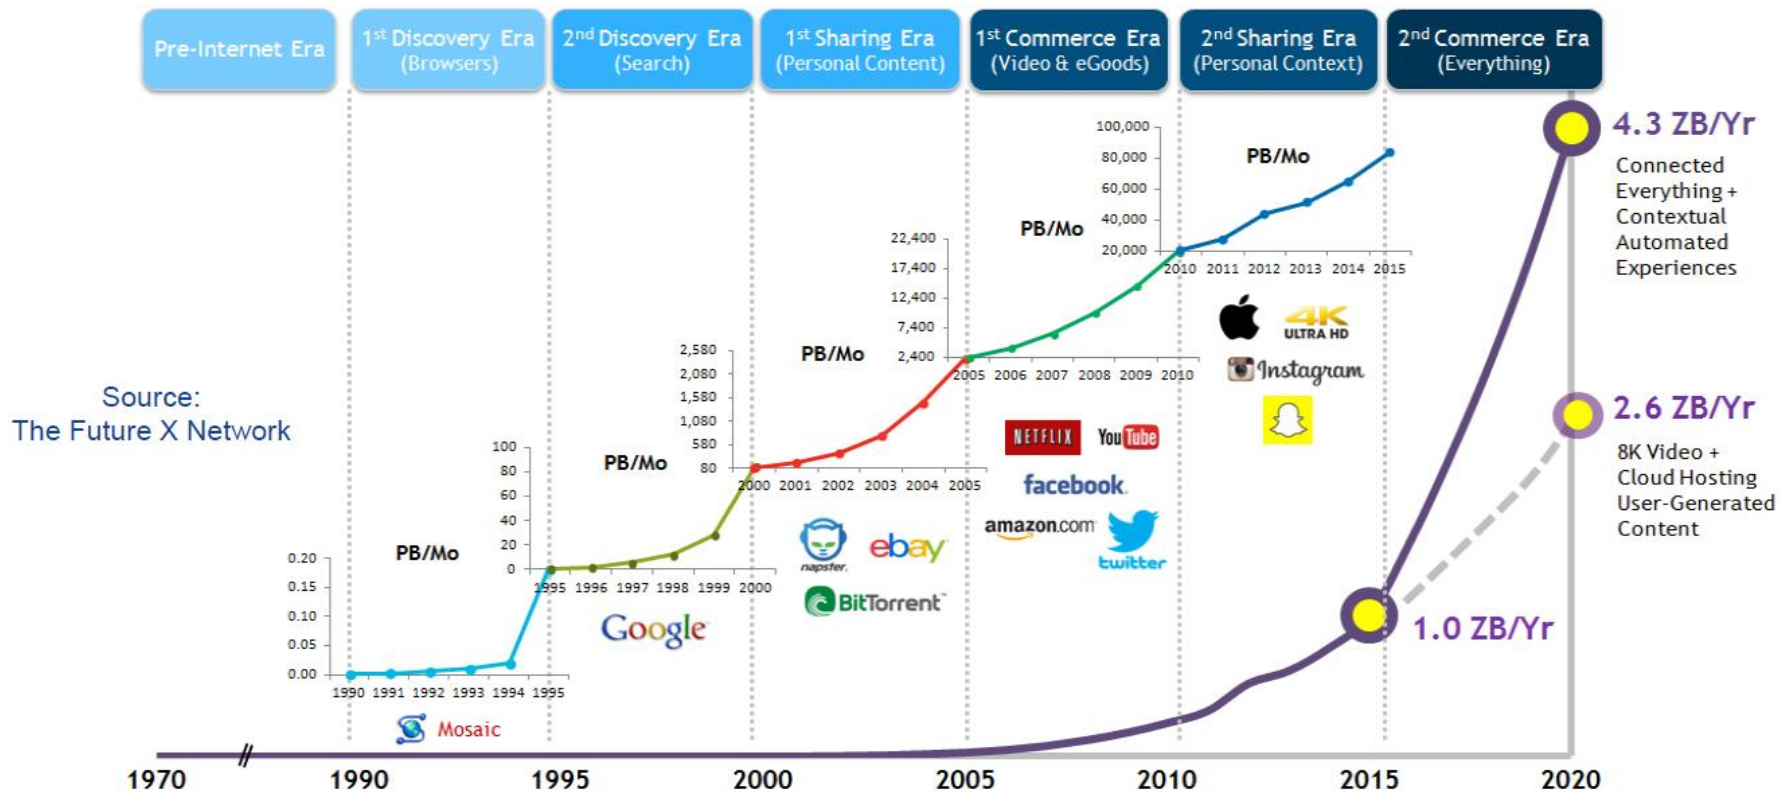 Pre-Internet Era
1st Discovery Era
(Browsers)
2nd Discovery Era
(Search)
1st Sharing Era
(Personal Content)
1st Commerce Era
(Video & eGoods)
2nd Sharing Era
(Personal Context)
2nd Commerce Era
(Everything)
Source:
The Future X Network
PB/Mo
0.20
0.15
0.10
0.05
0.00
1990 1991 1992 1993 1994 1995
Mosaic
PB/Mo
100
80
60
40
20
0
1995 1996 1997 1998 1999 2000
Google
PB/Mo
2,580
2,080
1,580
1,080
580
80
2000 2001 2002 2003 2004 2005
napster.
ebay
BitTorrent™
PB/Mo
22,400
17,400
12,400
7,400
2,400
2005 2006 2007 2008 2009 2010
NETFLIX
YouTube
facebook.
amazon.com
twitter
PB/Mo
100,000
80,000
60,000
40,000
20,000
2010 2011 2012 2013 2014 2015
4K
ULTRA HD
Instagram
4.3 ZB/Yr
Connected
Everything +
Contextual
Automated
Experiences
2.6 ZB/Yr
8K Video +
Cloud Hosting
User-Generated
Content
1.0 ZB/Yr
1970 1990 1995 2000 2005 2010 2015 2020